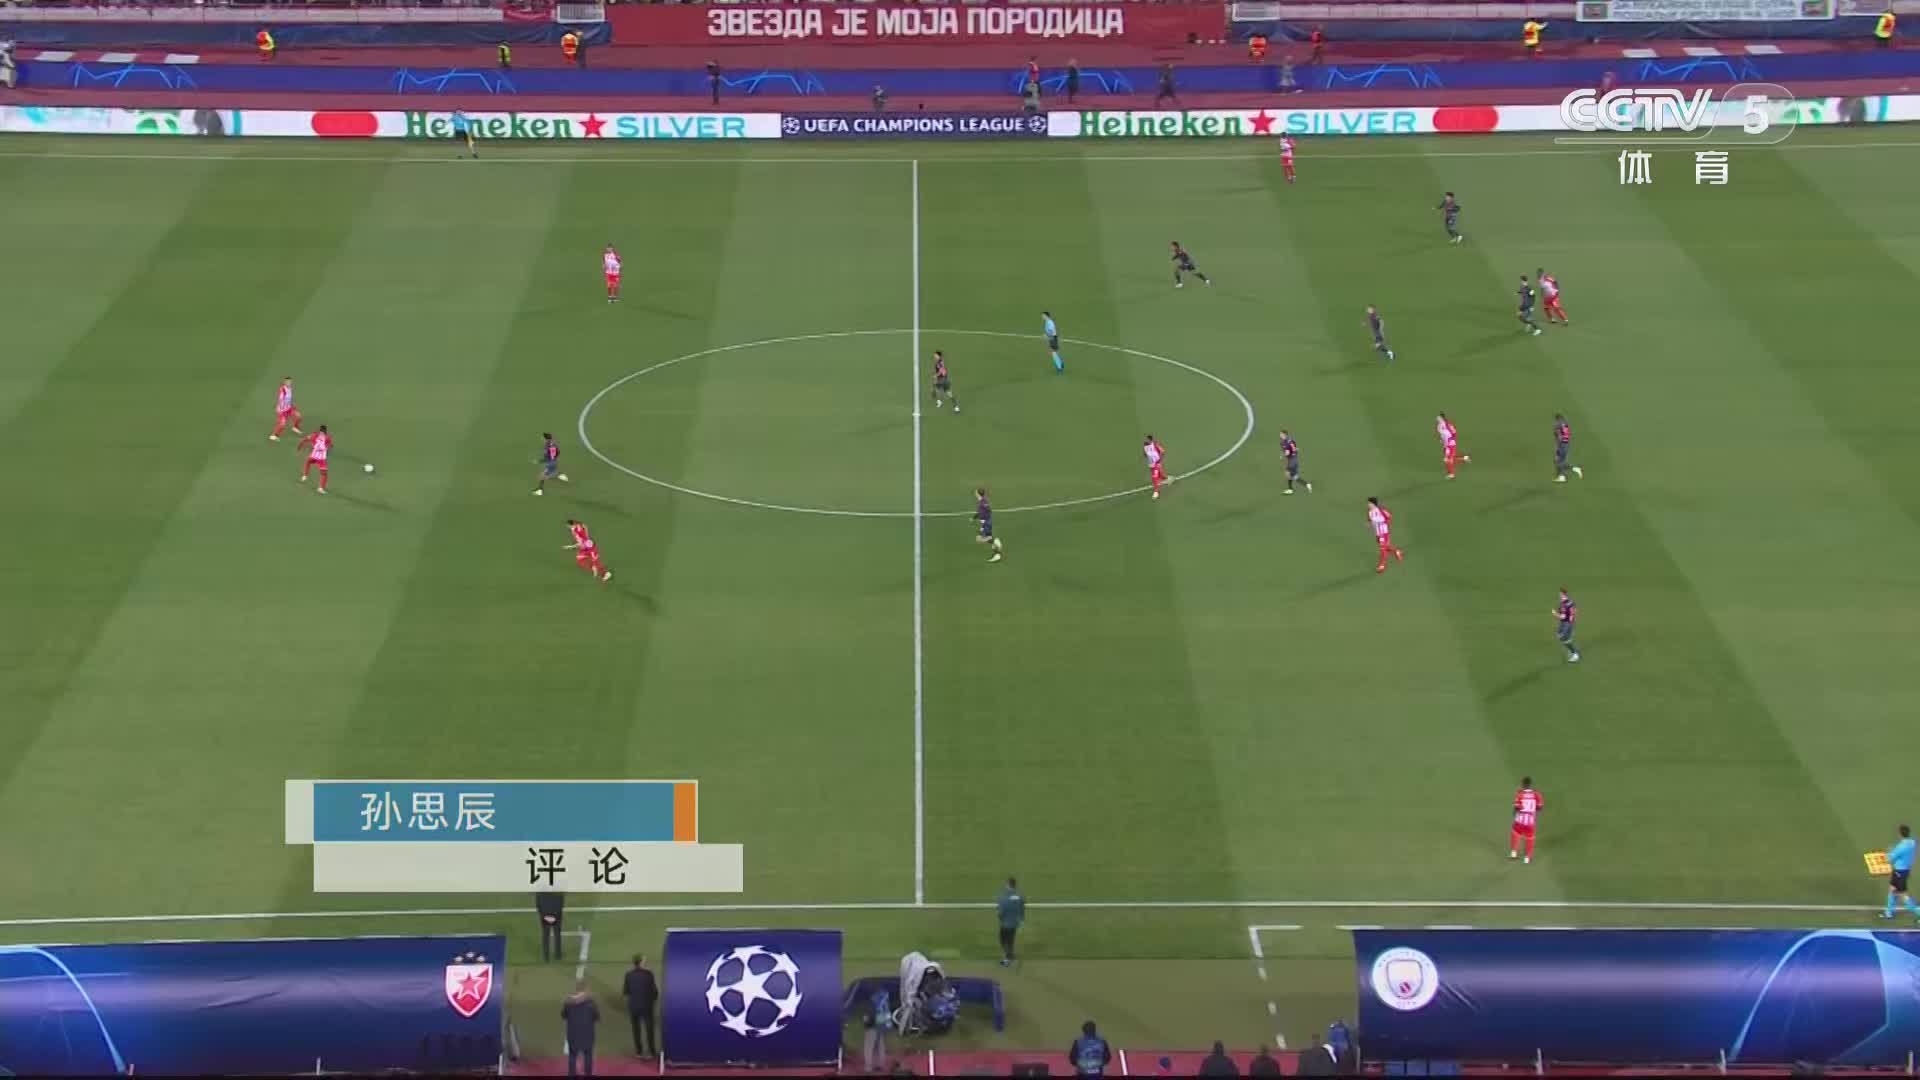 ЗВЕЗДА ЈЕ МОЈА ПОРОДИЦА
Heineken SILVER UEFA CHAMPIONS LEAGUE Heineken SILVER
CCTV 5
体育
孙思辰
评论
30